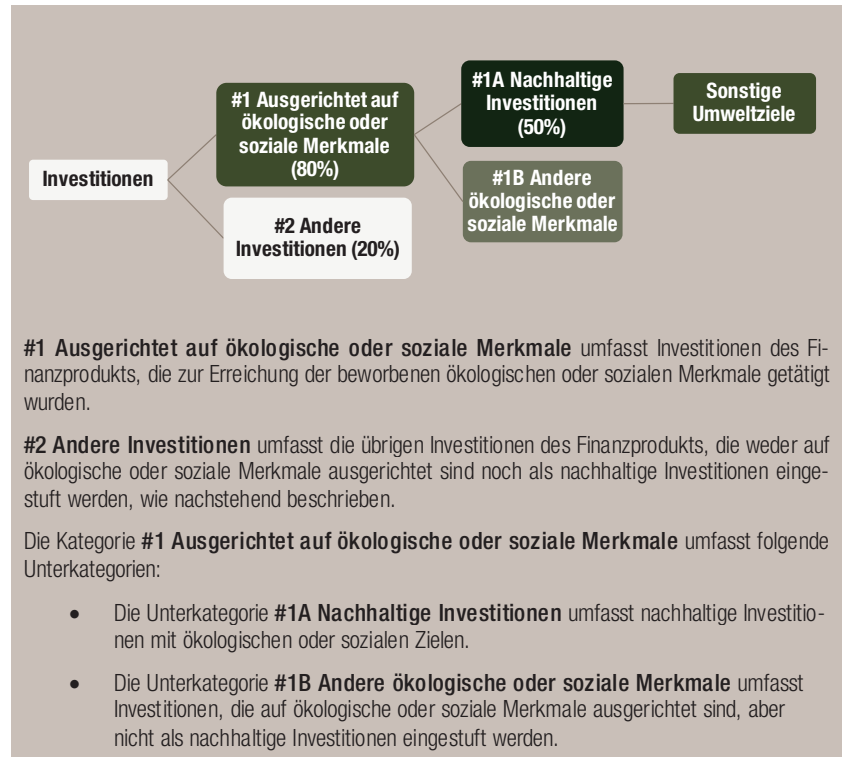 Investitionen
#1 Ausgerichtet auf
ökologische oder
soziale Merkmale
(80%)
#2 Andere
Investitionen (20%)
#1A Nachhaltige
Investitionen
(50%)
#1B Andere
ökologische oder
soziale Merkmale
Sonstige
Umweltziele
#1 Ausgerichtet auf ökologische oder soziale Merkmale umfasst Investitionen des Fi-
nanzprodukts, die zur Erreichung der beworbenen ökologischen oder sozialen Merkmale getätigt
wurden.
#2 Andere Investitionen umfasst die übrigen Investitionen des Finanzprodukts, die weder auf
ökologische oder soziale Merkmale ausgerichtet sind noch als nachhaltige Investitionen einge-
stuft werden, wie nachstehend beschrieben.
Die Kategorie #1 Ausgerichtet auf ökologische oder soziale Merkmale umfasst folgende
Unterkategorien:
• Die Unterkategorie #1A Nachhaltige Investitionen umfasst nachhaltige Investitio-
nen mit ökologischen oder sozialen Zielen.
• Die Unterkategorie #1B Andere ökologische oder soziale Merkmale umfasst
Investitionen, die auf ökologische oder soziale Merkmale ausgerichtet sind, aber
nicht als nachhaltige Investitionen eingestuft werden.